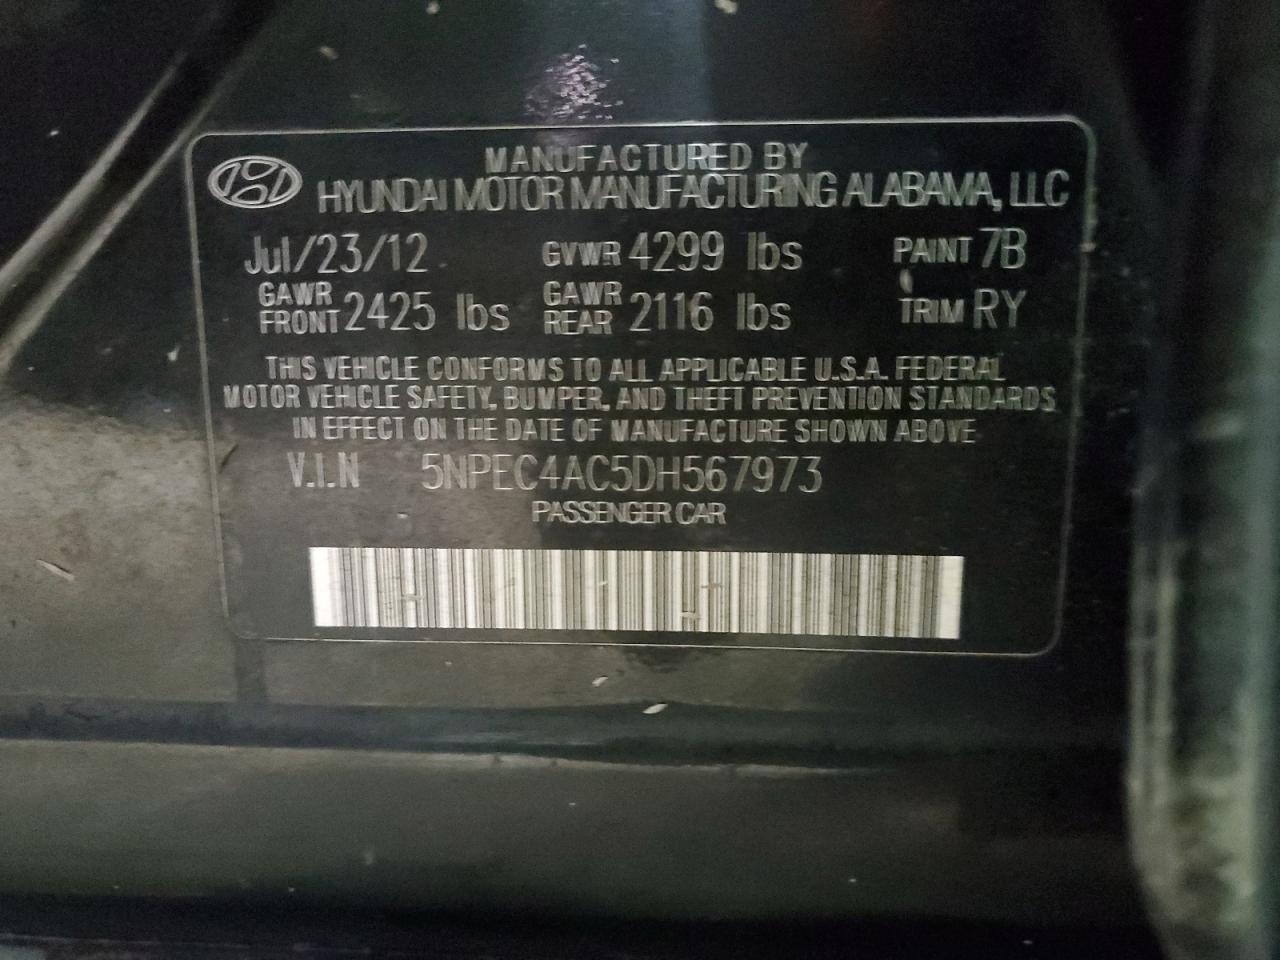 MANUFACTURED BY
HYUNDAI MOTOR MANUFACTURING ALABAMA, LLC
Jul/23/12 GVWR 4299 lbs PAINT 7B
GAWR FRONT 2425 lbs GAWR REAR 2116 lbs TRIM RY
THIS VEHICLE CONFORMS TO ALL APPLICABLE U.S.A. FEDERAL
MOTOR VEHICLE SAFETY, BUMPER, AND THEFT PREVENTION STANDARDS
IN EFFECT ON THE DATE OF MANUFACTURE SHOWN ABOVE
V.I.N 5NPEC4AC5DH567973
PASSENGER CAR